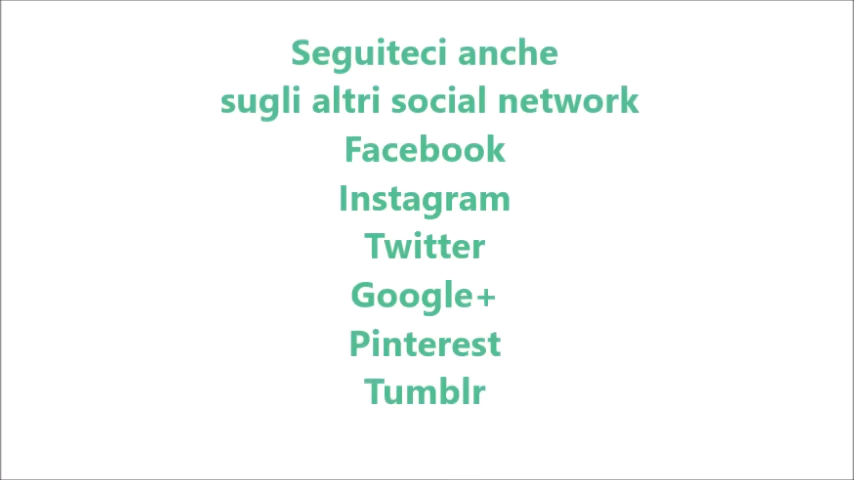 Seguiteci anche
sugli altri social network
Facebook
Instagram
Twitter
Google+
Pinterest
Tumblr